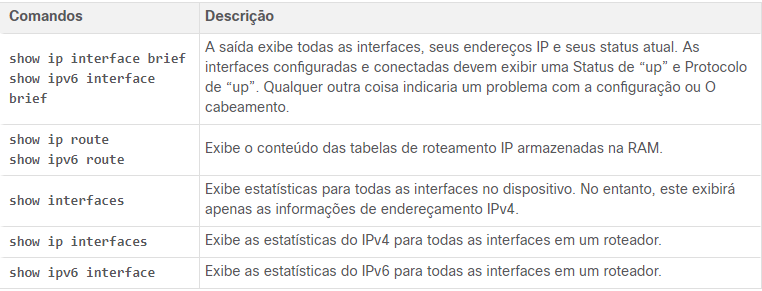 Comandos Descrição
show ip interface brief
show ipv6 interface
brief
A saída exibe todas as interfaces, seus endereços IP e seus status atual. As
interfaces configuradas e conectadas devem exibir uma Status de “up” e Protocolo
de “up”. Qualquer outra coisa indicaria um problema com a configuração ou O
cabeamento.
show ip route
show ipv6 route
Exibe o conteúdo das tabelas de roteamento IP armazenadas na RAM.
show interfaces
Exibe estatísticas para todas as interfaces no dispositivo. No entanto, este exibirá
apenas as informações de endereçamento IPv4.
show ip interfaces
Exibe as estatísticas do IPv4 para todas as interfaces em um roteador.
show ipv6 interface
Exibe as estatísticas do IPv6 para todas as interfaces em um roteador.